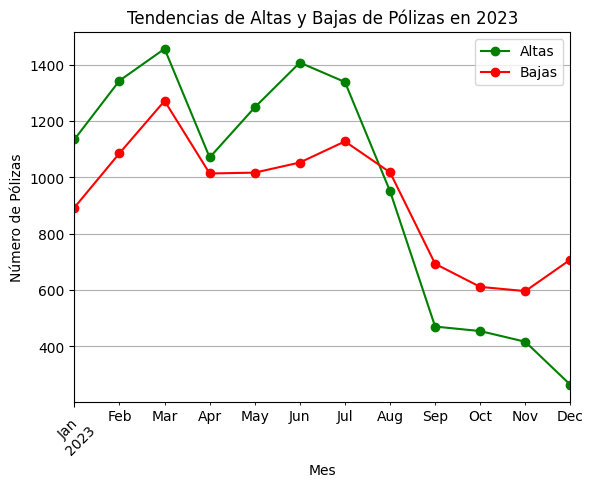 Tendencias de Altas y Bajas de Pólizas en 2023
Altas
Bajas
Número de Pólizas
1400
1200
1000
800
600
400
Jan
2023
Feb
Mar
Apr
May
Jun
Jul
Aug
Sep
Oct
Nov
Dec
Mes